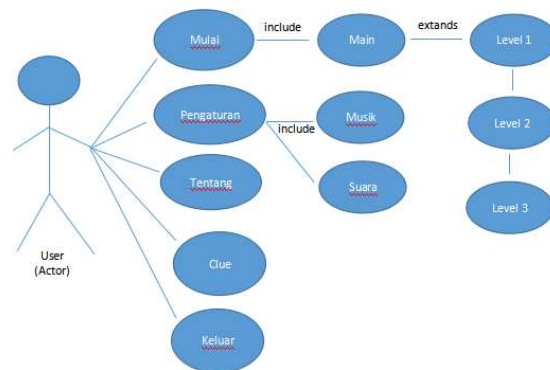 Mulai
include
Main
extands
Level 1
Pengaturan
include
Musik
Level 2
Tentang
Suara
Level 3
User
(Actor)
Clue
Keluar